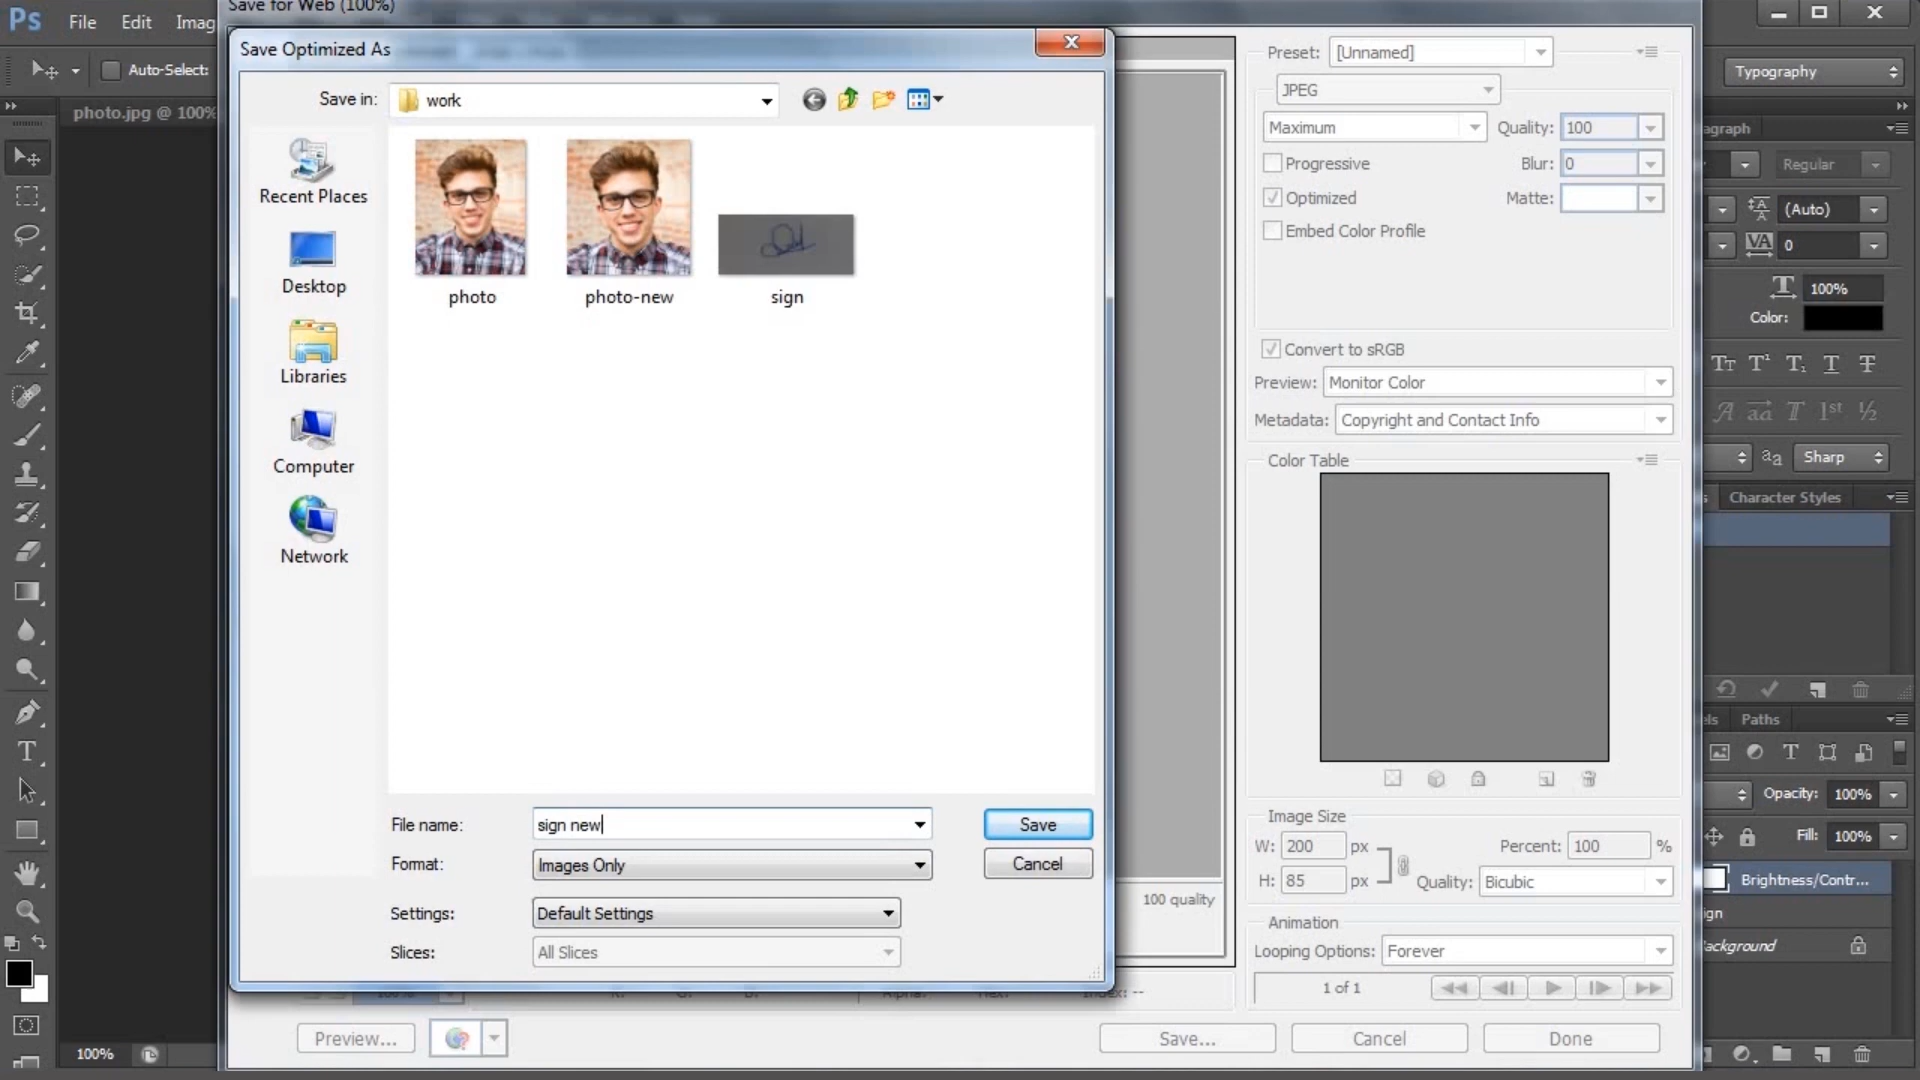 Save for Web (100%)
Ps File Edit Imag
Save Optimized As
Auto-Select:
photo.jpg @ 100%
Save in: work
Recent Places
Desktop
Libraries
Computer
Network
photo
photo-new
sign
File name: sign new
Format: Images Only
Settings: Default Settings
Slices: All Slices
Save
Cancel
Preset: [Unnamed]
JPEG
Maximum
Quality: 100
Progressive
Blur: 0
Optimized
Matte:
Embed Color Profile
Convert to sRGB
Preview: Monitor Color
Metadata: Copyright and Contact Info
Color Table
Image Size
W: 200 px
Percent: 100 %
H: 85 px
Quality: Bicubic
100 quality
Animation
Looping Options: Forever
1 of 1
Preview...
Save...
Cancel
Done
100%
Typography
agraph
Regular
(Auto)
0
100%
Color:
Sharp
Character Styles
Paths
Opacity: 100%
Fill: 100%
Brightness/Contr...
ign
ackground